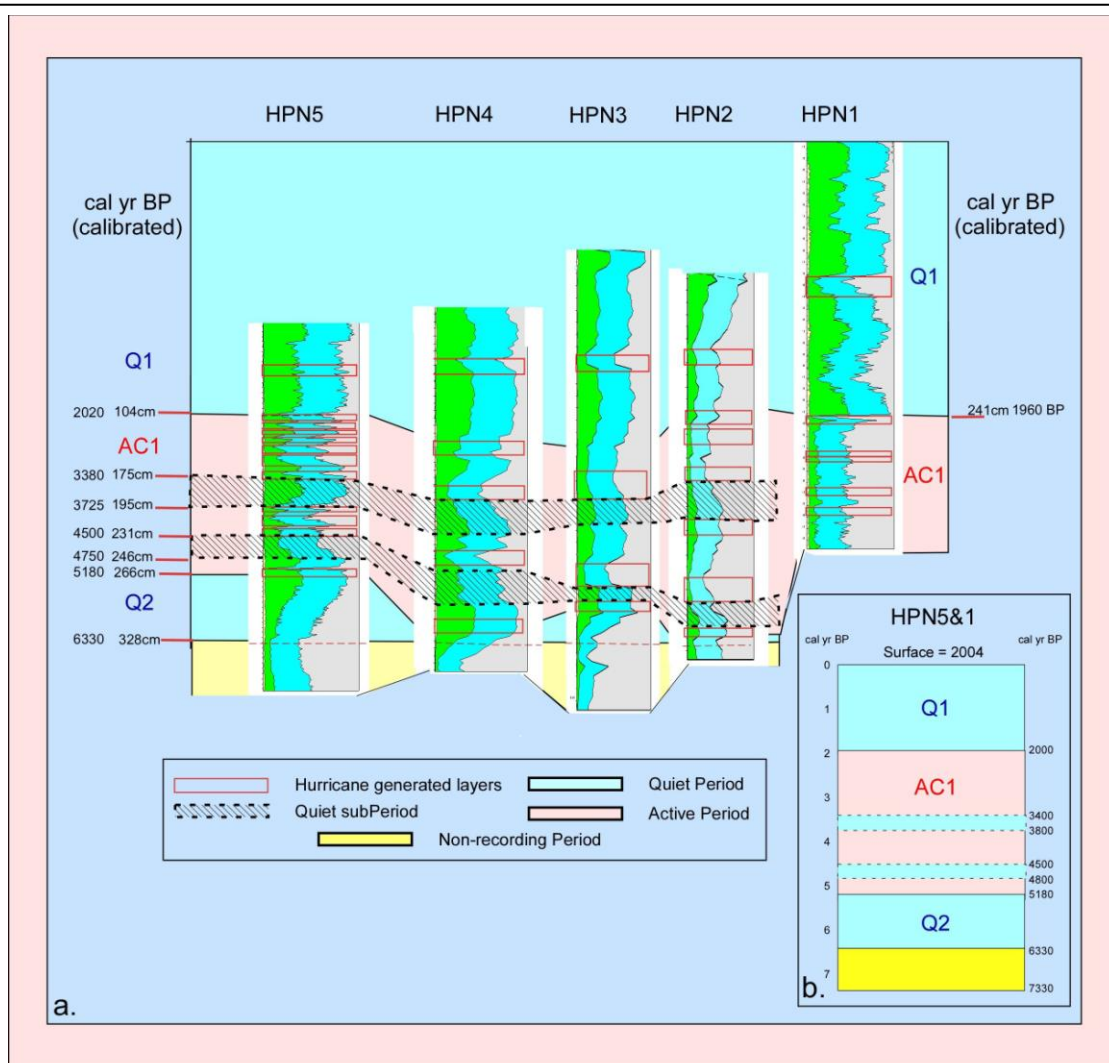 HPN5 HPN4 HPN3 HPN2 HPN1
cal yr BP
(calibrated)
cal yr BP
(calibrated)
Q1
Q1
2020 104cm
241cm 1960 BP
AC1
AC1
3380 175cm
3725 195cm
4500 231cm
4750 246cm
5180 266cm
Q2
6330 328cm
Hurricane generated layers
Quiet Period
Quiet subPeriod
Active Period
Non-recording Period
a.
HPN5&1
cal yr BP
cal yr BP
Surface = 2004
0
Q1
1
2
2000
AC1
3
3400
3800
4
4500
4800
5
5180
Q2
6
6330
7
7330
b.